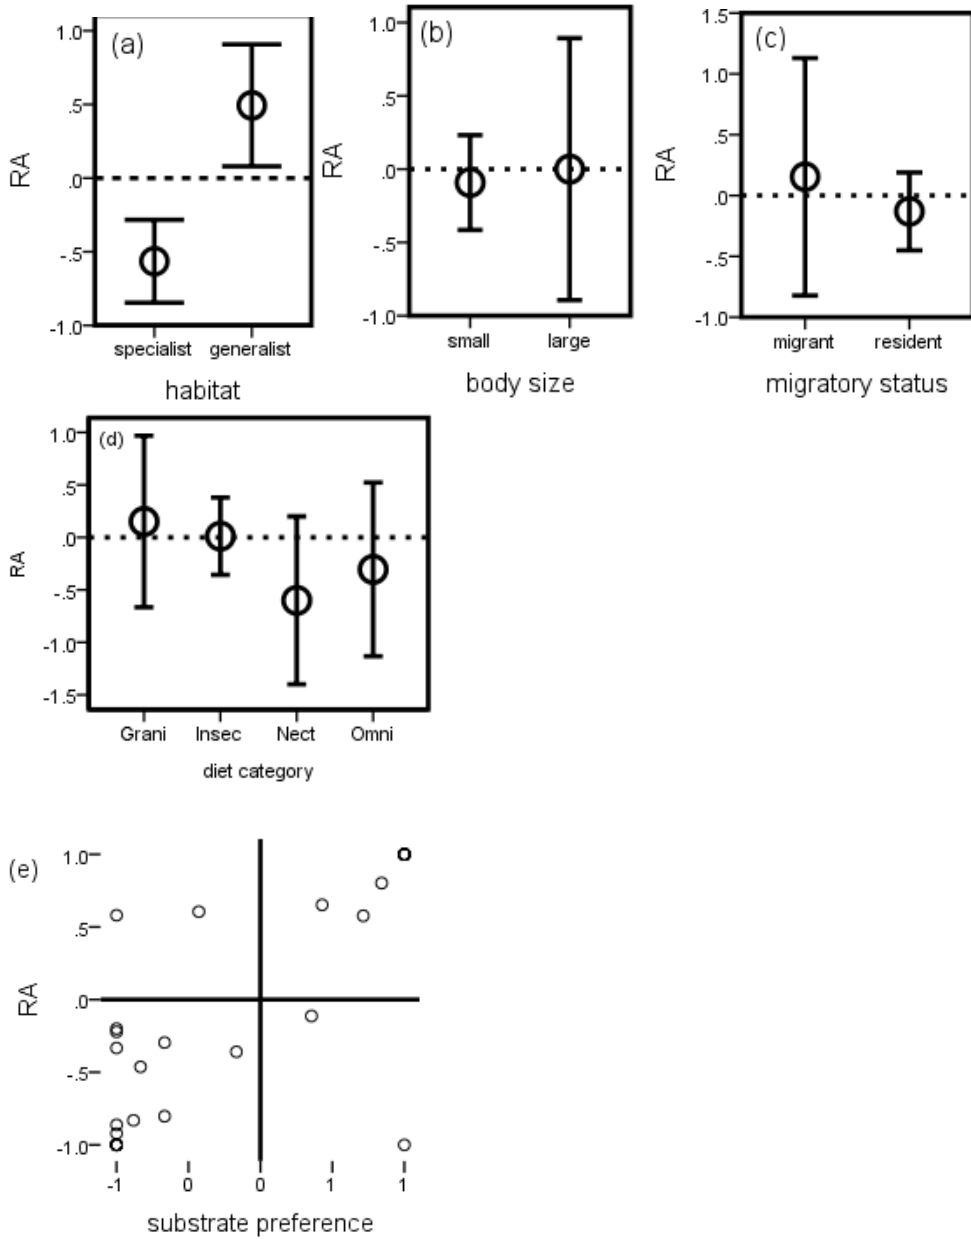 (a)
1.0
.5
.0
-.5
-1.0
RA
specialist generalist
habitat
(b)
1.0
.5
.0
-.5
-1.0
RA
small large
body size
(c)
1.5
1.0
.5
.0
-.5
-1.0
RA
migrant resident
migratory status
(d)
1.0
.5
.0
-.5
-1.0
-1.5
RA
Grani Insec Nect Omni
diet category
(e)
1.0
.5
.0
-.5
-1.0
RA
-1 0 0 1 1
substrate preference